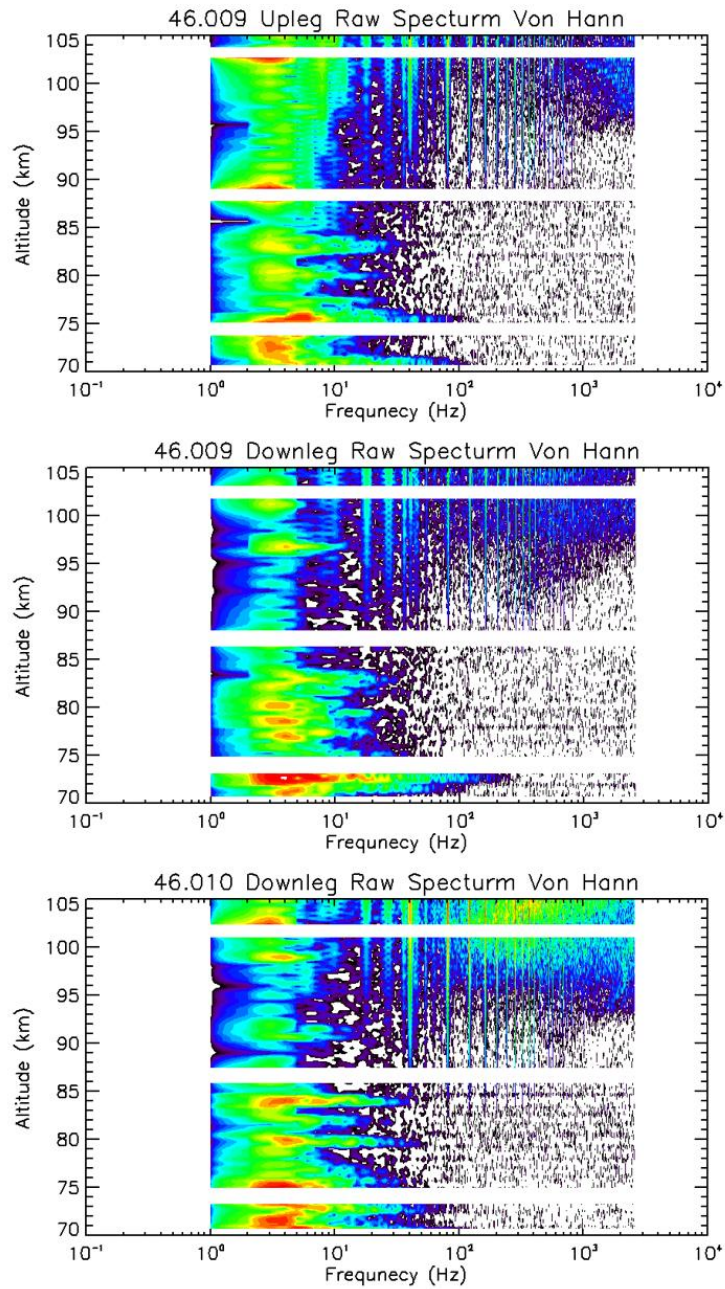 46.009 Upleg Raw Specturm Von Hann
105
100
95
90
85
80
75
70
Altitude (km)
10⁻¹ 10⁰ 10¹ 10² 10³ 10⁴
Frequnecy (Hz)
46.009 Downleg Raw Specturm Von Hann
105
100
95
90
85
80
75
70
Altitude (km)
10⁻¹ 10⁰ 10¹ 10² 10³ 10⁴
Frequnecy (Hz)
46.010 Downleg Raw Specturm Von Hann
105
100
95
90
85
80
75
70
Altitude (km)
10⁻¹ 10⁰ 10¹ 10² 10³ 10⁴
Frequnecy (Hz)